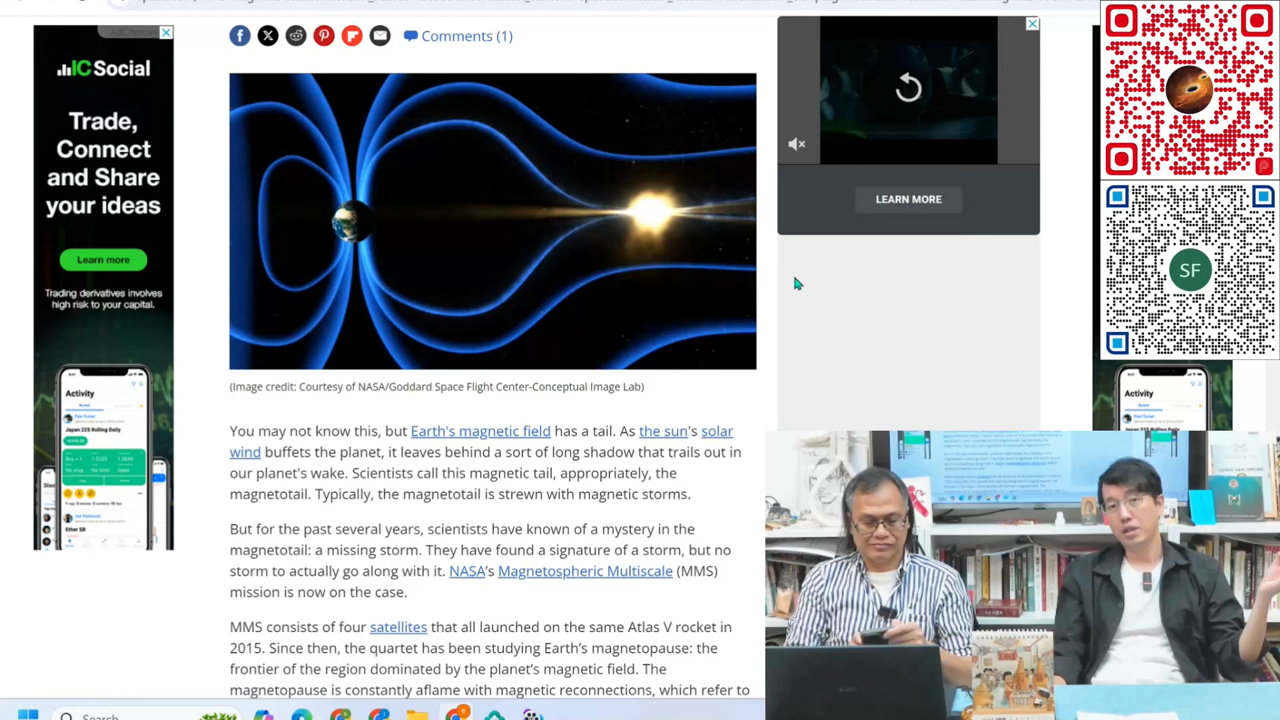 Comments (1)
AdChoices
IC Social
Trade,
Connect
and Share
your ideas
Learn more
Trading derivatives involves
high risk to your capital.
Activity
LEARN MORE
SF
Activity
(Image credit: Courtesy of NASA/Goddard Space Flight Center-Conceptual Image Lab)
You may not know this, but Earth's magnetic field has a tail. As the sun's solar
wind buffets the planet, it leaves behind a sort of long shadow that trails out in
our planet's
scientists call this magnetic tail, appropriately, the
magnetotail. Typically, the magnetotail is strewn with magnetic storms.
But for the past several years, scientists have known of a mystery in the
magnetotail: a missing storm. They have found a signature of a storm, but no
storm to actually go along with it. NASA's Magnetospheric Multiscale (MMS)
mission is now on the case.
MMS consists of four satellites that all launched on the same Atlas V rocket in
2015. Since then, the quartet has been studying Earth's magnetopause: the
frontier of the region dominated by the planet's magnetic field. The
magnetopause is constantly aflame with magnetic reconnections, which refer to
Search